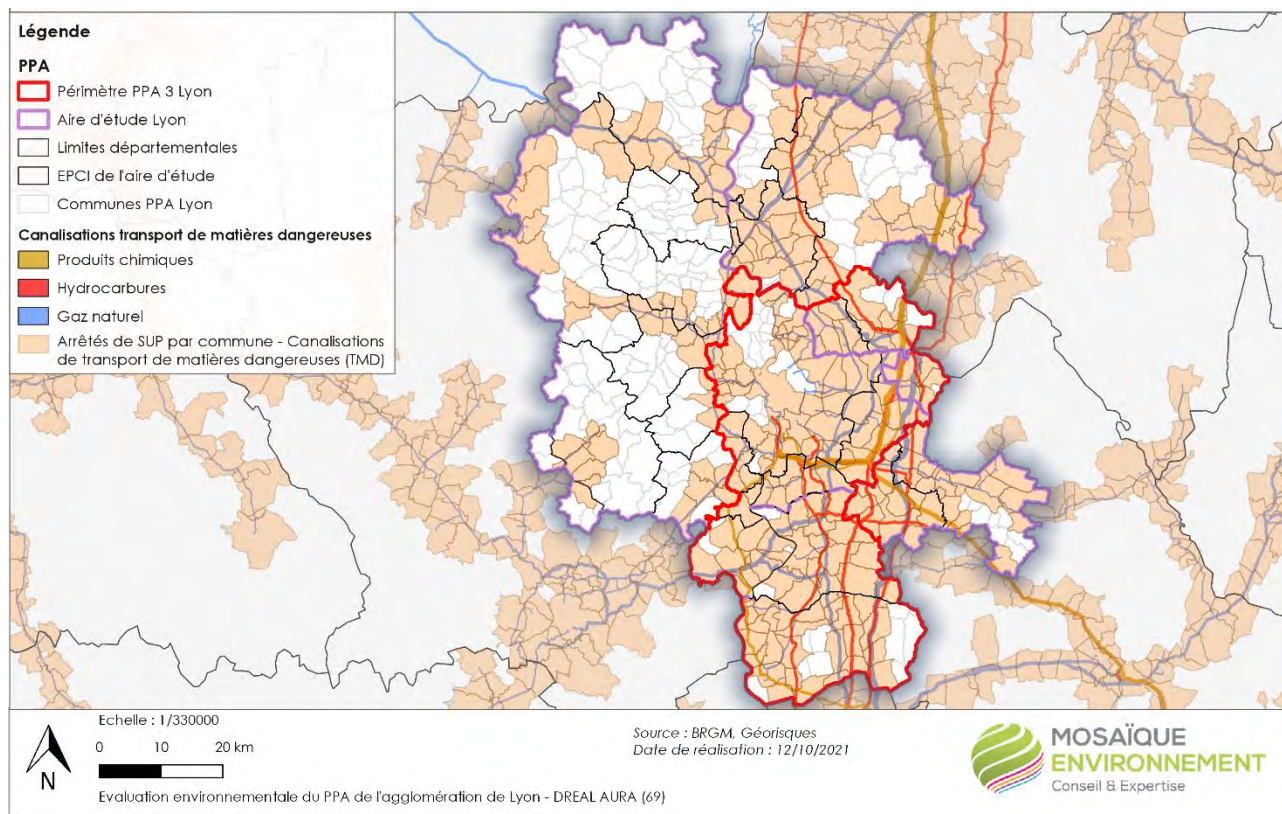 Légende
PPA
Périmètre PPA 3 Lyon
Aire d'étude Lyon
Limites départementales
EPCI de l'aire d'étude
Communes PPA Lyon
Canalisations transport de matières dangereuses
Produits chimiques
Hydrocarbures
Gaz naturel
Arrêtés de SUP par commune - Canalisations
de transport de matières dangereuses (TMD)
N
Echelle : 1/330000
0 10 20 km
Evaluation environnementale du PPA de l'agglomération de Lyon - DREAL AURA (69)
Source : BRGM, Géorisques
Date de réalisation : 12/10/2021
MOSAÏQUE
ENVIRONNEMENT
Conseil & Expertise